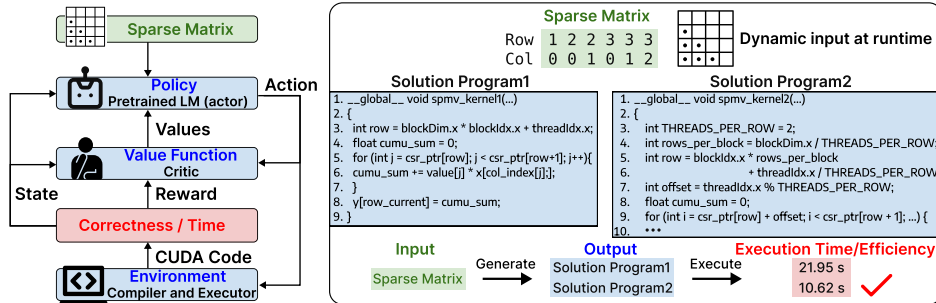 Sparse Matrix
Policy
Pretrained LM (actor)
Action
Values
Value Function
Critic
State
Reward
Correctness / Time
CUDA Code
Environment
Compiler and Executor
Sparse Matrix
Row 1 2 2 3 3 3
Col 0 0 1 0 1 2
Dynamic input at runtime
Solution Program1
1. __global__ void spmv_kernel1(...)
2. {
3. int row = blockDim.x * blockIdx.x + threadIdx.x;
4. float cumu_sum = 0;
5. for (int j = csr_ptr[row]; j < csr_ptr[row+1]; j++){
6. cumu_sum += value[j] * x[col_index[j];];
7. }
8. y[row_current] = cumu_sum;
9. }
Solution Program2
1. __global__ void spmv_kernel2(...)
2. {
3. int THREADS_PER_ROW = 2;
4. int rows_per_block = blockDim.x / THREADS_PER_ROW;
5. int row = blockIdx.x * rows_per_block
6. + threadIdx.x / THREADS_PER_ROW;
7. int offset = threadIdx.x % THREADS_PER_ROW;
8. float cumu_sum = 0;
9. for (int i = csr_ptr[row] + offset; i < csr_ptr[row + 1]; ...) {
10. •••
Input
Sparse Matrix
Generate
Output
Solution Program1
Solution Program2
Execute
Execution Time/Efficiency
21.95 s
10.62 s